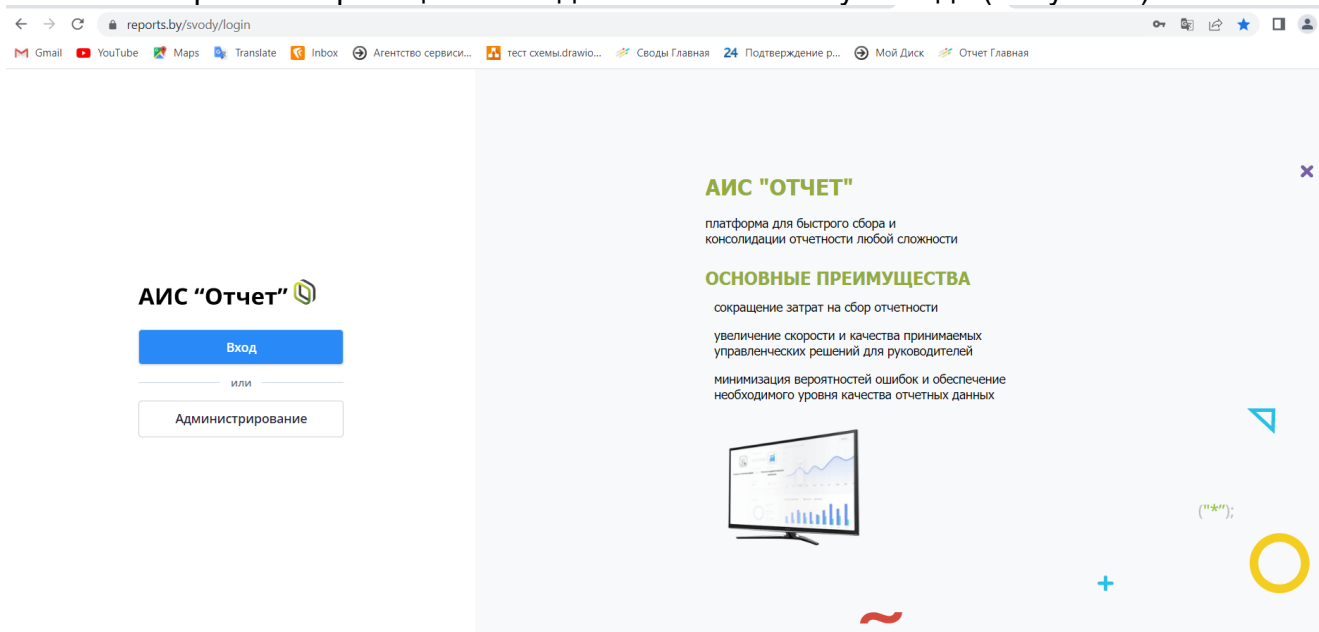 reports.by/svody/login
Gmail YouTube Maps Translate Inbox Агентство сервиси... тест схемы.drawio... Своды Главная 24 Подтверждение р... Мой Диск Отчет Главная
АИС "ОТЧЕТ"
платформа для быстрого сбора и
консолидации отчетности любой сложности
ОСНОВНЫЕ ПРЕИМУЩЕСТВА
сокращение затрат на сбор отчетности
увеличение скорости и качества принимаемых
управленческих решений для руководителей
минимизация вероятностей ошибок и обеспечение
необходимого уровня качества отчетных данных
("*");
АИС “Отчет”
Вход
или
Администрирование